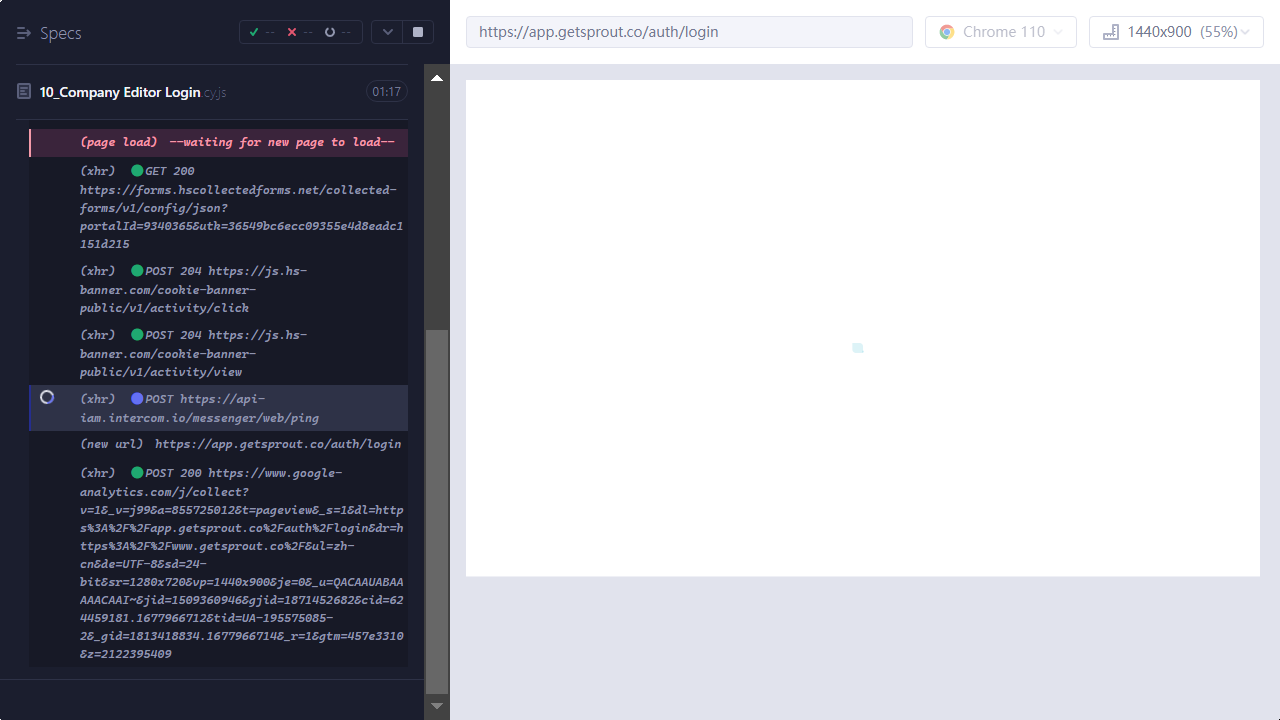 Specs
--
--
--
https://app.getsprout.co/auth/login
Chrome 110
1440x900 (55%)
10_Company Editor Login.cy.js
01:17
(page load) --waiting for new page to load--
(xhr) GET 200
https://forms.hscollectedforms.net/collected-
forms/v1/config/json?
portalId=9340365&utk=36549bc6ecc09355e4d8eadc1
151d215
(xhr) POST 204 https://js.hs-
banner.com/cookie-banner-
public/v1/activity/click
(xhr) POST 204 https://js.hs-
banner.com/cookie-banner-
public/v1/activity/view
(xhr) POST https://api-
iam.intercom.io/messenger/web/ping
(new url) https://app.getsprout.co/auth/login
(xhr) POST 200 https://www.google-
analytics.com/j/collect?
v=1&_v=j99&a=855725012&t=pageview&_s=1&dl=http
s%3A%2F%2Fapp.getsprout.co%2Fauth%2Flogin&dr=h
ttps%3A%2F%2Fwww.getsprout.co%2F&ul=zh-
cn&de=UTF-8&sd=24-
bit&sr=1280x720&vp=1440x900&je=0&_u=QACAAUABAA
AAACAAI~&jid=1509360946&gjid=1871452682&cid=62
4459181.1677966712&tid=UA-195575085-
2&_gid=1813418834.1677966714&_r=1&gtm=457e3310
&z=2122395409